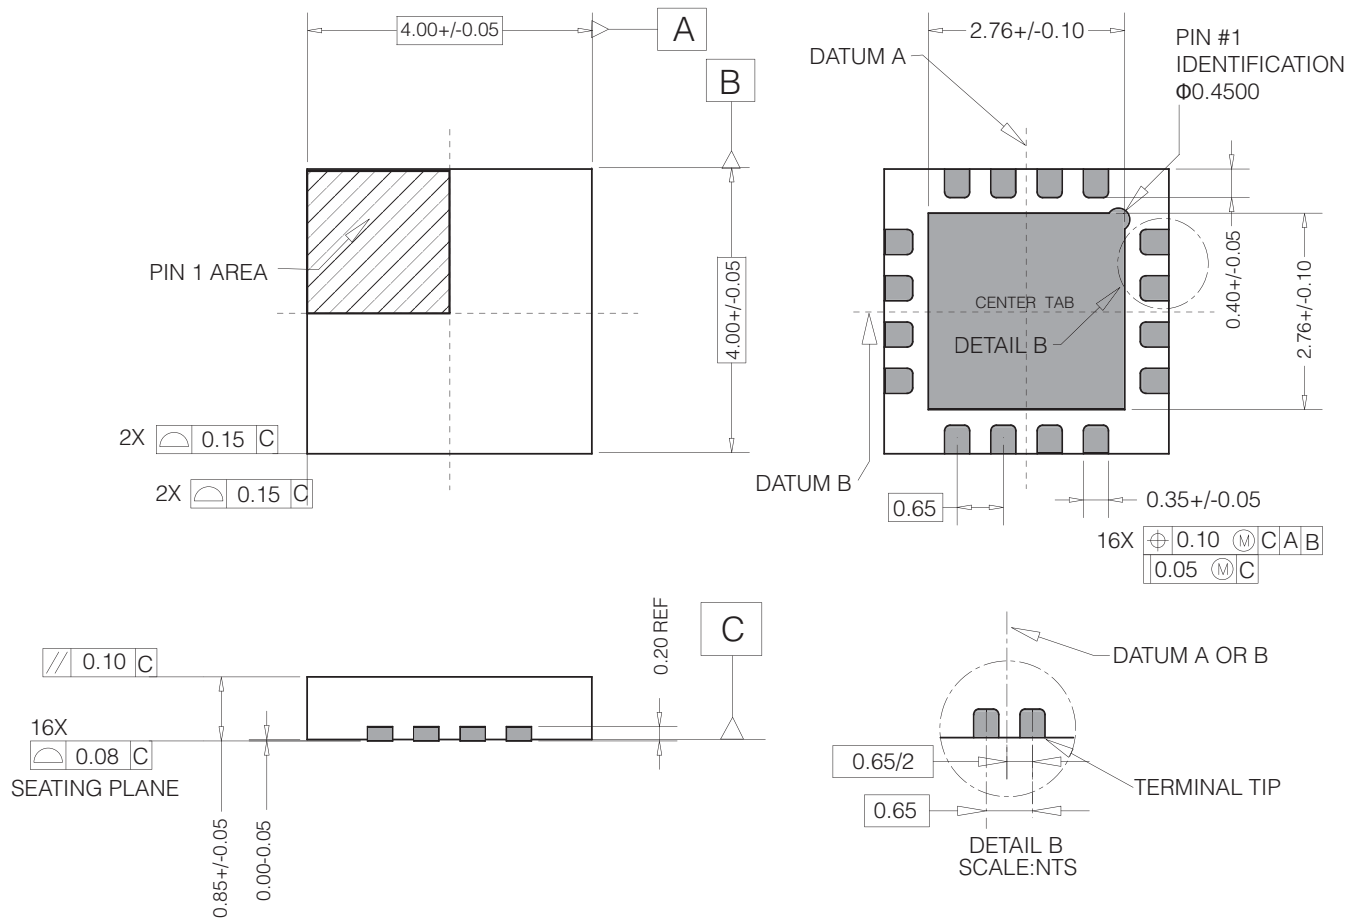 4.00+/-0.05
A
B
PIN 1 AREA
4.00+/-0.05
2X ⌓ 0.15 C
2X ⌓ 0.15 C
DATUM A
2.76+/-0.10
PIN #1
IDENTIFICATION
Φ0.4500
0.40+/-0.05
2.76+/-0.10
CENTER TAB
DETAIL B
DATUM B
0.65
0.35+/-0.05
16X ⌖ 0.10 Ⓜ C A B
0.05 Ⓜ C
// 0.10 C
16X
⌓ 0.08 C
SEATING PLANE
0.85+/-0.05
0.00-0.05
0.20 REF
C
DATUM A OR B
0.65/2
0.65
TERMINAL TIP
DETAIL B
SCALE:NTS